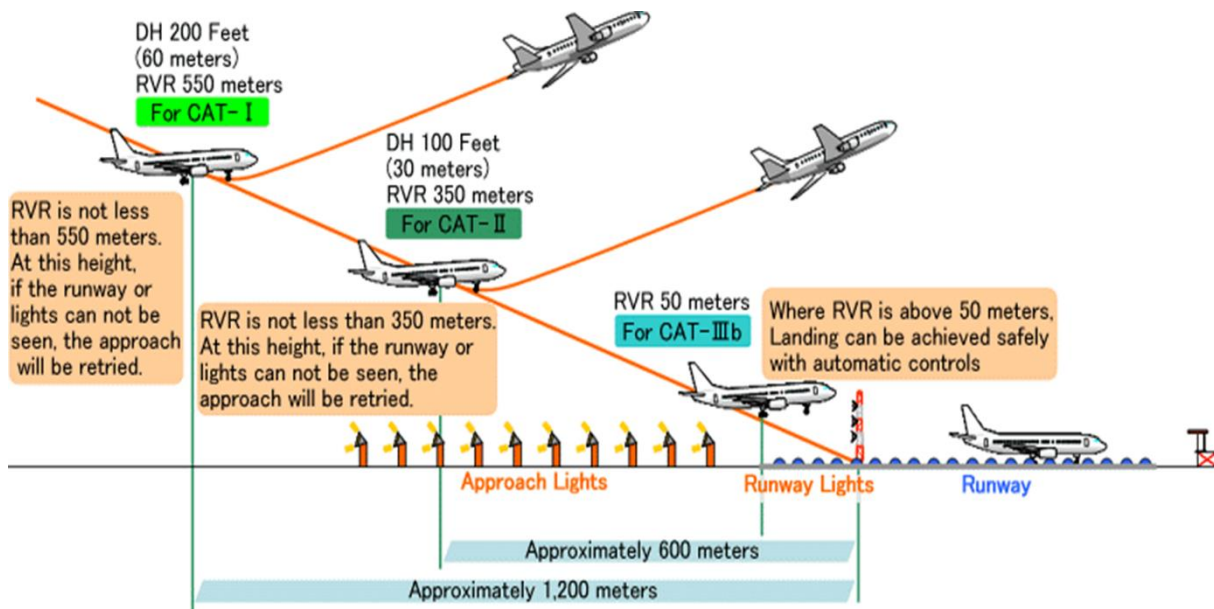 DH 200 Feet
(60 meters)
RVR 550 meters
For CAT-Ⅰ
RVR is not less
than 550 meters.
At this height,
if the runway or
lights can not be
seen, the approach
will be retried.
DH 100 Feet
(30 meters)
RVR 350 meters
For CAT-Ⅱ
RVR is not less than 350 meters.
At this height, if the runway or
lights can not be seen, the
approach will be retried.
RVR 50 meters
For CAT-Ⅲb
Where RVR is above 50 meters,
Landing can be achieved safely
with automatic controls
Approach Lights
Runway Lights
Runway
Approximately 600 meters
Approximately 1,200 meters